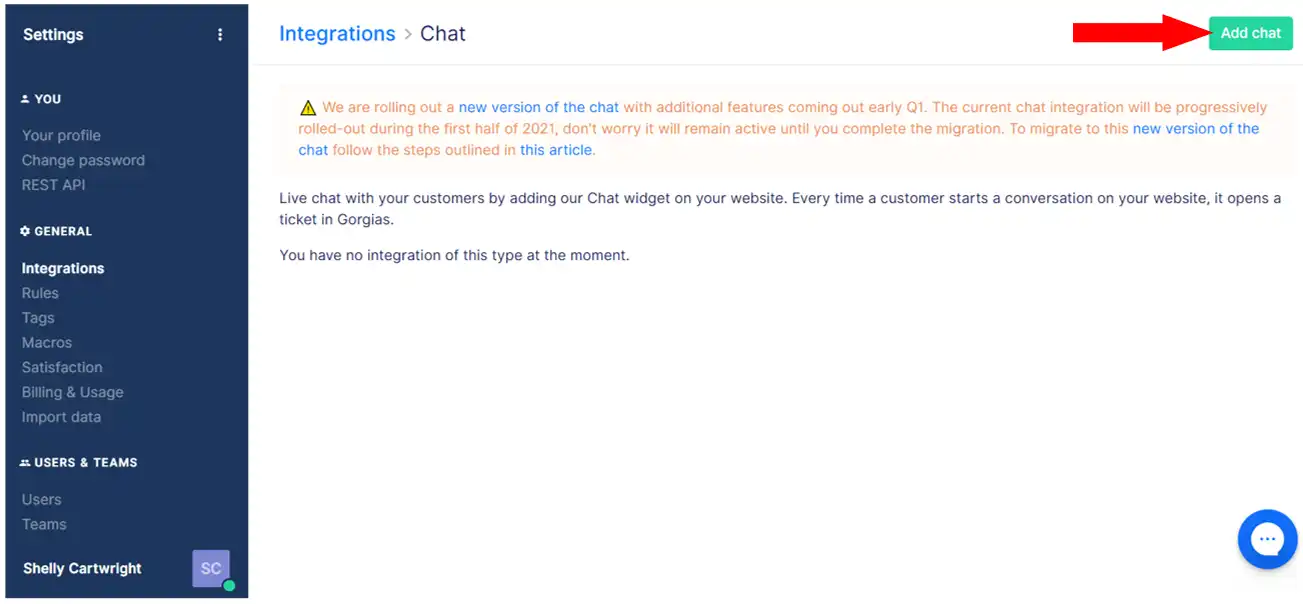 Settings
YOU
Your profile
Change password
REST API
GENERAL
Integrations
Rules
Tags
Macros
Satisfaction
Billing & Usage
Import data
USERS & TEAMS
Users
Teams
Shelly Cartwright SC
Integrations > Chat
Add chat
We are rolling out a new version of the chat with additional features coming out early Q1. The current chat integration will be progressively
rolled-out during the first half of 2021, don't worry it will remain active until you complete the migration. To migrate to this new version of the
chat follow the steps outlined in this article.
Live chat with your customers by adding our Chat widget on your website. Every time a customer starts a conversation on your website, it opens a
ticket in Gorgias.
You have no integration of this type at the moment.